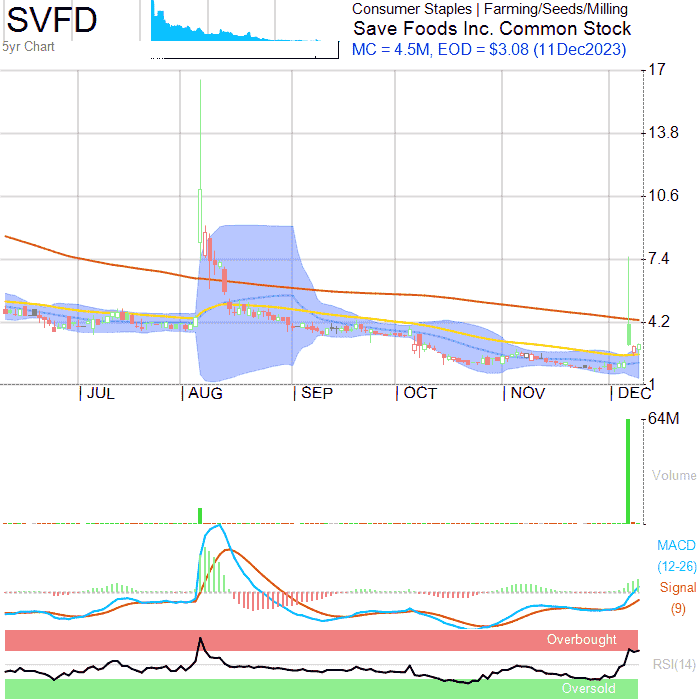 SVFD
5yr Chart
Consumer Staples | Farming/Seeds/Milling
Save Foods Inc. Common Stock
MC = 4.5M, EOD = $3.08 (11Dec2023)
17
13.8
10.6
7.4
4.2
1
| JUL | AUG | SEP | OCT | NOV | DEC
64M
Volume
MACD
(12-26)
Signal
(9)
Overbought
RSI(14)
Oversold